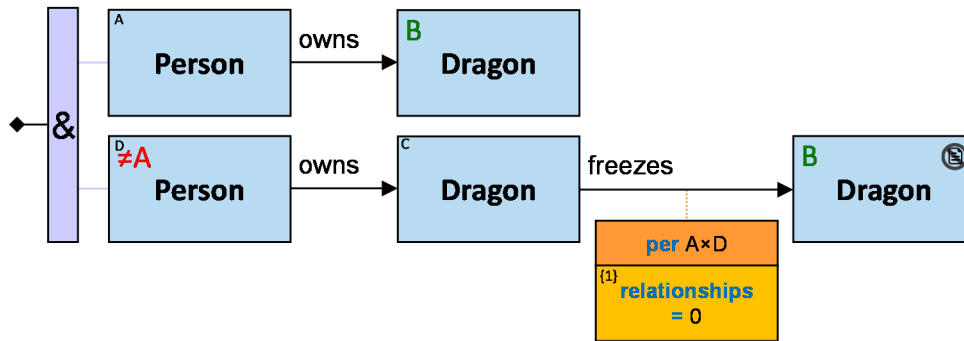 A
Person
owns
B
Dragon
&
D
≠A
Person
owns
C
Dragon
freezes
B
Dragon
per A×D
{1}
relationships
= 0